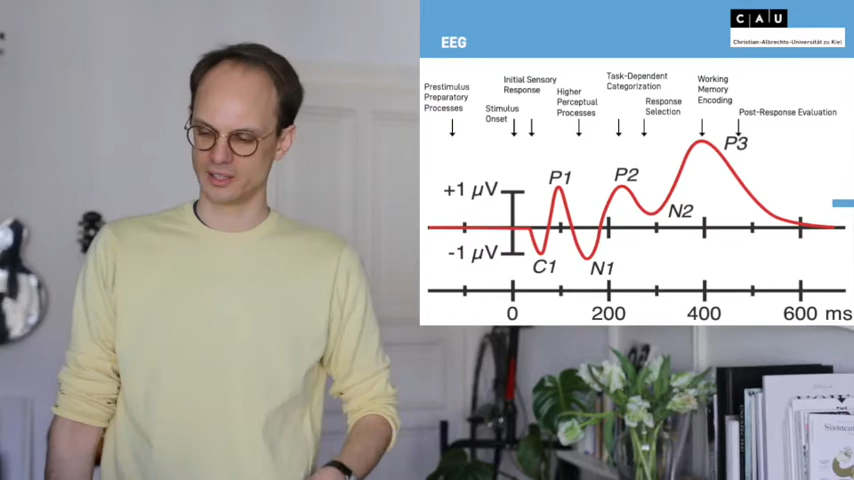 EEG
C A U
Christian-Albrechts-Universität zu Kiel
Prestimulus
Preparatory
Processes
Stimulus
Onset
Initial Sensory
Response
Higher
Perceptual
Processes
Task-Dependent
Categorization
Response
Selection
Working
Memory
Encoding
Post-Response Evaluation
+1 µV
-1 µV
C1
P1
N1
P2
N2
P3
0
200
400
600
ms